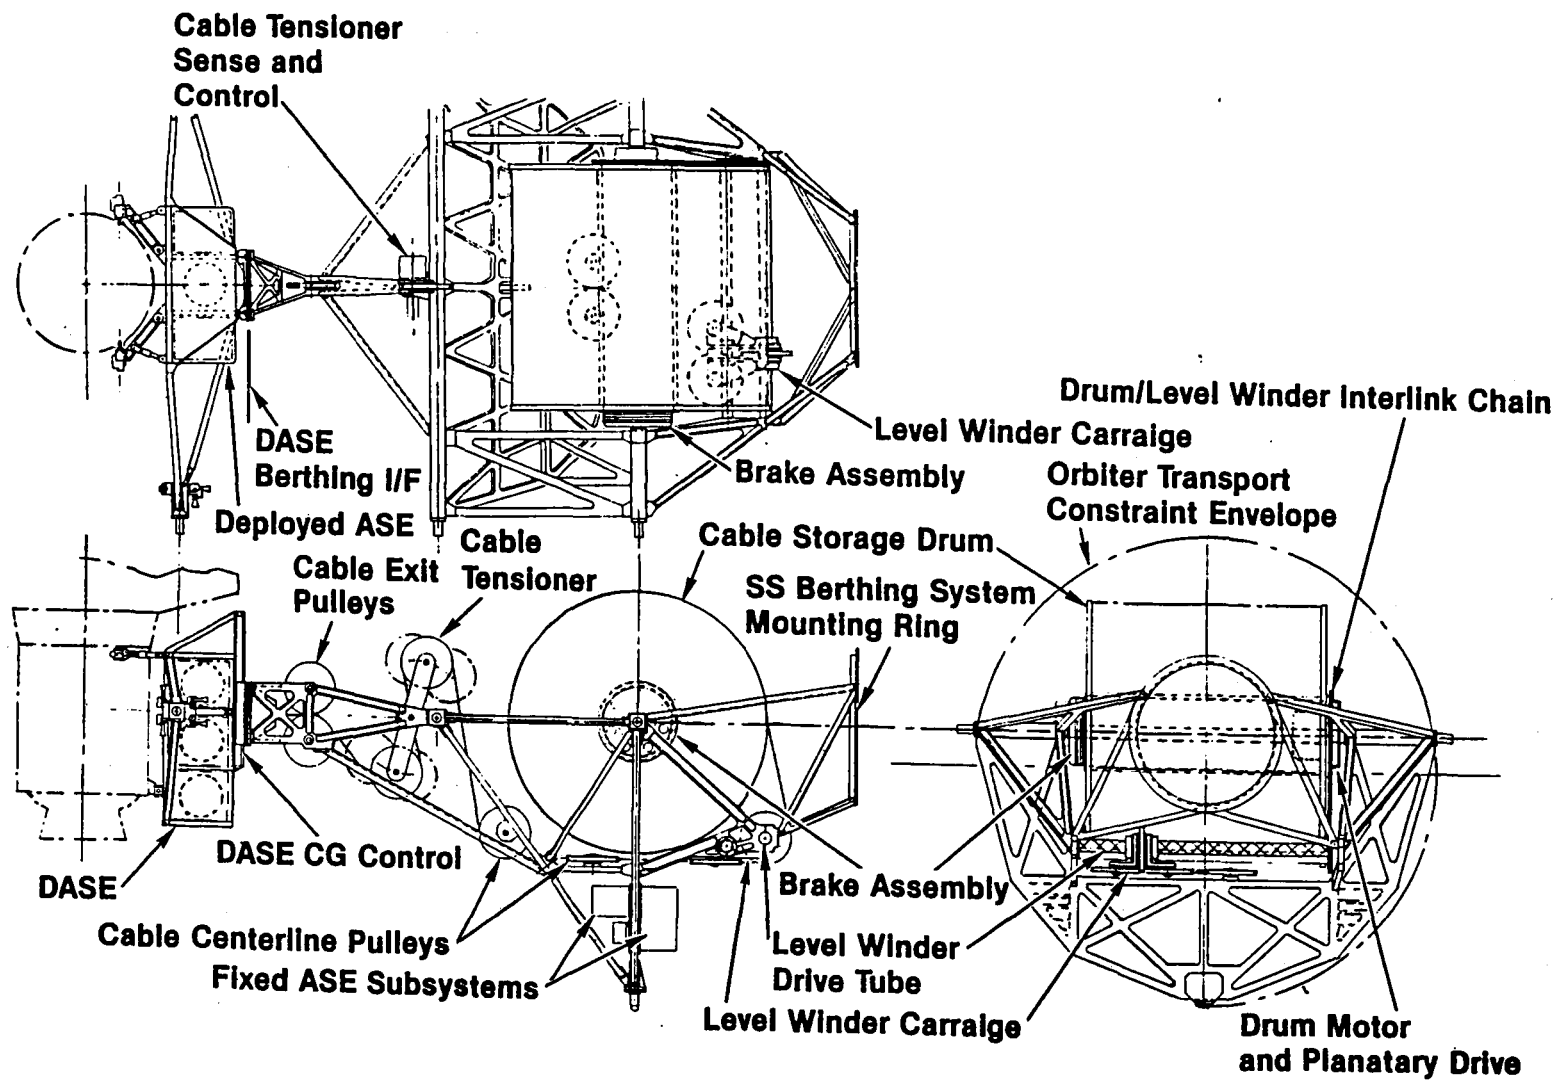 Cable Tensioner
Sense and
Control
Drum/Level Winder Interlink Chain
Level Winder Carraige
DASE
Berthing I/F
Brake Assembly
Orbiter Transport
Constraint Envelope
Deployed ASE
Cable
Tensioner
Cable Storage Drum
Cable Exit
Pulleys
SS Berthing System
Mounting Ring
DASE CG Control
DASE
Brake Assembly
Cable Centerline Pulleys
Level Winder
Drive Tube
Fixed ASE Subsystems
Level Winder Carraige
Drum Motor
and Planatary Drive